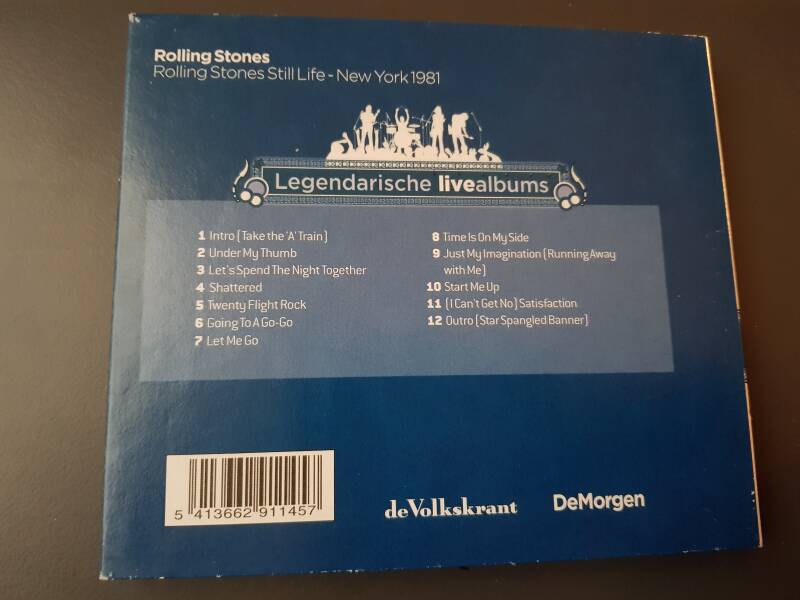 Rolling Stones
Rolling Stones Still Life - New York 1981
Legendarische livealbums
1 Intro (Take the 'A' Train)
2 Under My Thumb
3 Let's Spend The Night Together
4 Shattered
5 Twenty Flight Rock
6 Going To A Go-Go
7 Let Me Go
8 Time Is On My Side
9 Just My Imagination (Running Away
with Me)
10 Start Me Up
11 (I Can't Get No) Satisfaction
12 Outro (Star Spangled Banner)
5 413662 911457
de Volkskrant
DeMorgen